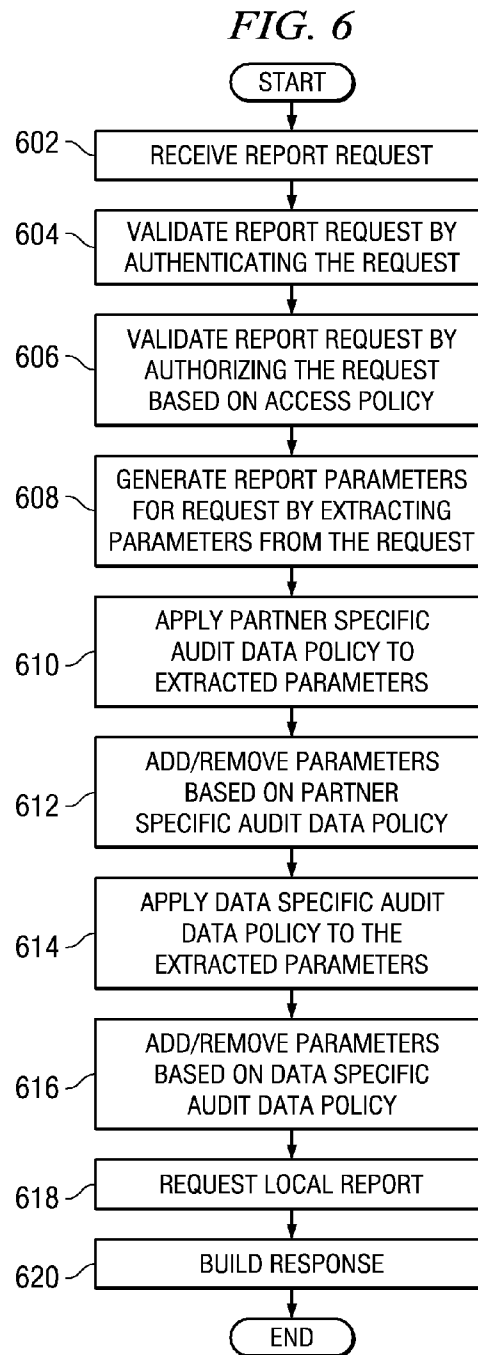 FIG. 6
START
602
RECEIVE REPORT REQUEST
604
VALIDATE REPORT REQUEST BY
AUTHENTICATING THE REQUEST
606
VALIDATE REPORT REQUEST BY
AUTHORIZING THE REQUEST
BASED ON ACCESS POLICY
608
GENERATE REPORT PARAMETERS
FOR REQUEST BY EXTRACTING
PARAMETERS FROM THE REQUEST
610
APPLY PARTNER SPECIFIC
AUDIT DATA POLICY TO
EXTRACTED PARAMETERS
612
ADD/REMOVE PARAMETERS
BASED ON PARTNER
SPECIFIC AUDIT DATA POLICY
614
APPLY DATA SPECIFIC AUDIT
DATA POLICY TO THE
EXTRACTED PARAMETERS
616
ADD/REMOVE PARAMETERS
BASED ON DATA SPECIFIC
AUDIT DATA POLICY
618
REQUEST LOCAL REPORT
620
BUILD RESPONSE
END